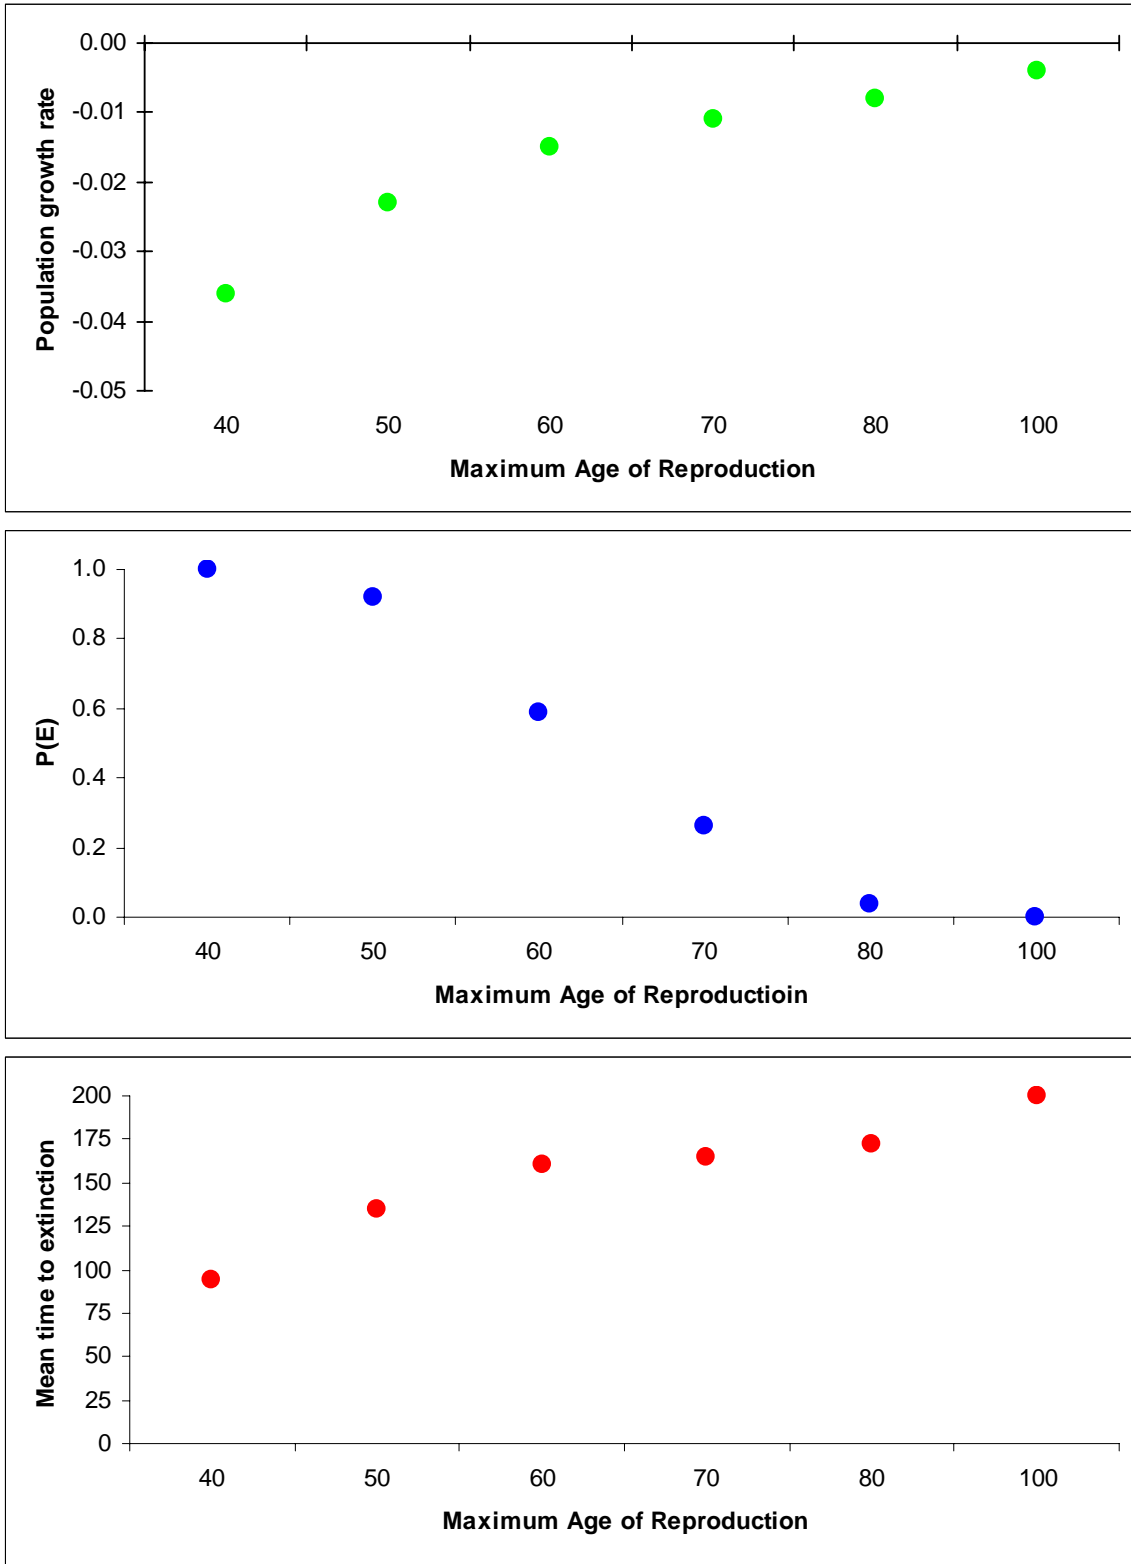 0.00
-0.01
-0.02
-0.03
-0.04
-0.05
Population growth rate
40 50 60 70 80 100
Maximum Age of Reproduction
1.0
0.8
0.6
0.4
0.2
0.0
P(E)
40 50 60 70 80 100
Maximum Age of Reproductioin
200
175
150
125
100
75
50
25
0
Mean time to extinction
40 50 60 70 80 100
Maximum Age of Reproduction